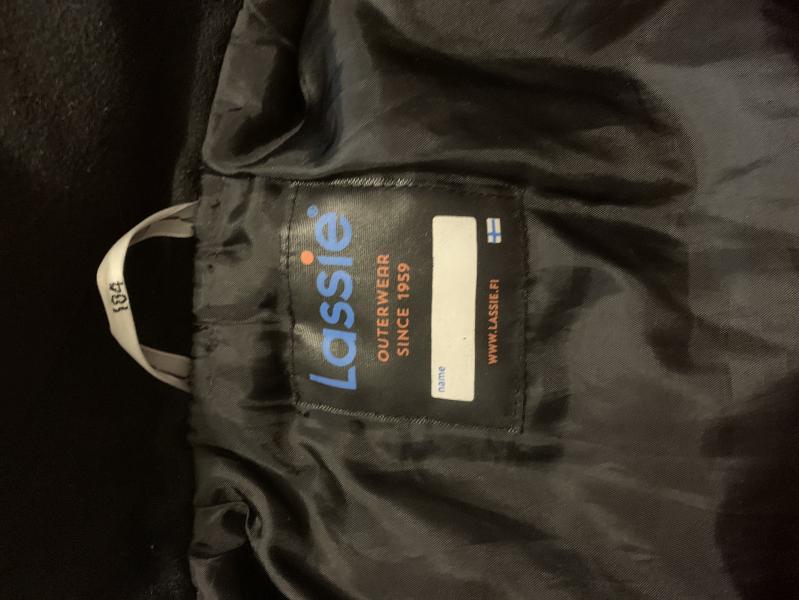 104
Lassie®
OUTERWEAR
SINCE 1959
name
WWW.LASSIE.FI